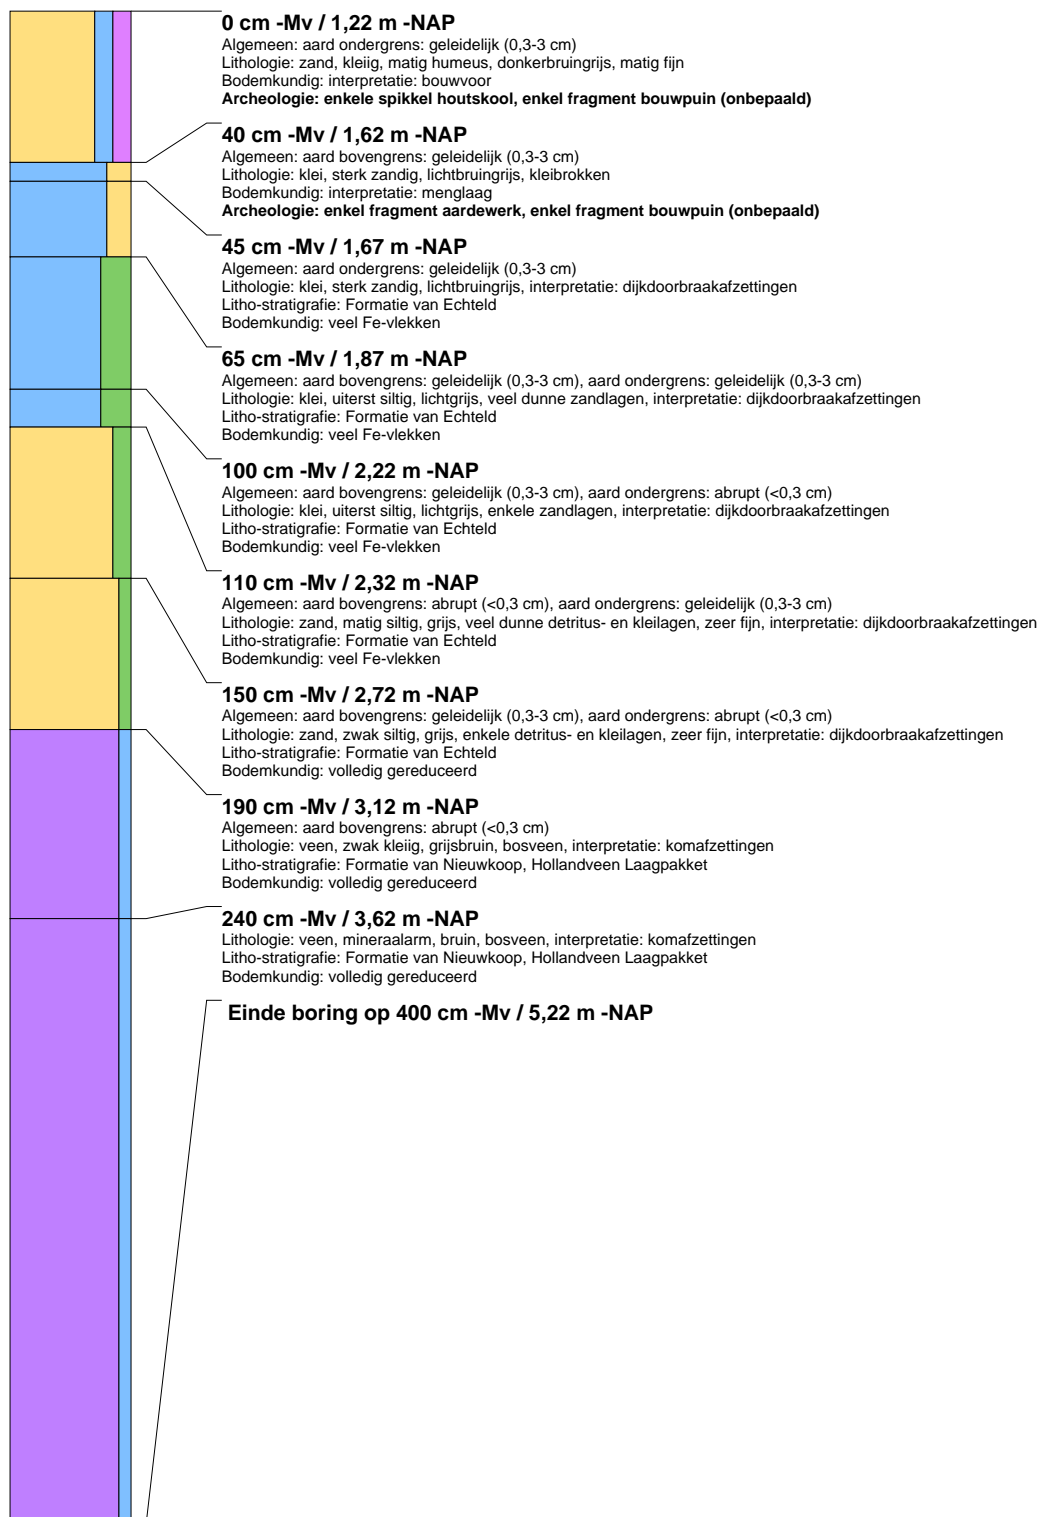 0 cm -Mv / 1,22 m -NAP
Algemeen: aard ondergrens: geleidelijk (0,3-3 cm)
Lithologie: zand, kleiig, matig humeus, donkerbruingrijs, matig fijn
Bodemkundig: interpretatie: bouwvoor
Archeologie: enkele spikkel houtskool, enkel fragment bouwpuin (onbepaald)
40 cm -Mv / 1,62 m -NAP
Algemeen: aard bovengrens: geleidelijk (0,3-3 cm)
Lithologie: klei, sterk zandig, lichtbruingrijs, kleibrokken
Bodemkundig: interpretatie: menglaag
Archeologie: enkel fragment aardewerk, enkel fragment bouwpuin (onbepaald)
45 cm -Mv / 1,67 m -NAP
Algemeen: aard ondergrens: geleidelijk (0,3-3 cm)
Lithologie: klei, sterk zandig, lichtbruingrijs, interpretatie: dijkdoorbraakafzettingen
Litho-stratigrafie: Formatie van Echteld
Bodemkundig: veel Fe-vlekken
65 cm -Mv / 1,87 m -NAP
Algemeen: aard bovengrens: geleidelijk (0,3-3 cm), aard ondergrens: geleidelijk (0,3-3 cm)
Lithologie: klei, uiterst siltig, lichtgrijs, veel dunne zandlagen, interpretatie: dijkdoorbraakafzettingen
Litho-stratigrafie: Formatie van Echteld
Bodemkundig: veel Fe-vlekken
100 cm -Mv / 2,22 m -NAP
Algemeen: aard bovengrens: geleidelijk (0,3-3 cm), aard ondergrens: abrupt (<0,3 cm)
Lithologie: klei, uiterst siltig, lichtgrijs, enkele zandlagen, interpretatie: dijkdoorbraakafzettingen
Litho-stratigrafie: Formatie van Echteld
Bodemkundig: veel Fe-vlekken
110 cm -Mv / 2,32 m -NAP
Algemeen: aard bovengrens: abrupt (<0,3 cm), aard ondergrens: geleidelijk (0,3-3 cm)
Lithologie: zand, matig siltig, grijs, veel dunne detritus- en kleilagen, zeer fijn, interpretatie: dijkdoorbraakafzettingen
Litho-stratigrafie: Formatie van Echteld
Bodemkundig: veel Fe-vlekken
150 cm -Mv / 2,72 m -NAP
Algemeen: aard bovengrens: geleidelijk (0,3-3 cm), aard ondergrens: abrupt (<0,3 cm)
Lithologie: zand, zwak siltig, grijs, enkele detritus- en kleilagen, zeer fijn, interpretatie: dijkdoorbraakafzettingen
Litho-stratigrafie: Formatie van Echteld
Bodemkundig: volledig gereduceerd
190 cm -Mv / 3,12 m -NAP
Algemeen: aard bovengrens: abrupt (<0,3 cm)
Lithologie: veen, zwak kleiig, grijsbruin, bosveen, interpretatie: komafzettingen
Litho-stratigrafie: Formatie van Nieuwkoop, Hollandveen Laagpakket
Bodemkundig: volledig gereduceerd
240 cm -Mv / 3,62 m -NAP
Lithologie: veen, mineraalarm, bruin, bosveen, interpretatie: komafzettingen
Litho-stratigrafie: Formatie van Nieuwkoop, Hollandveen Laagpakket
Bodemkundig: volledig gereduceerd
Einde boring op 400 cm -Mv / 5,22 m -NAP